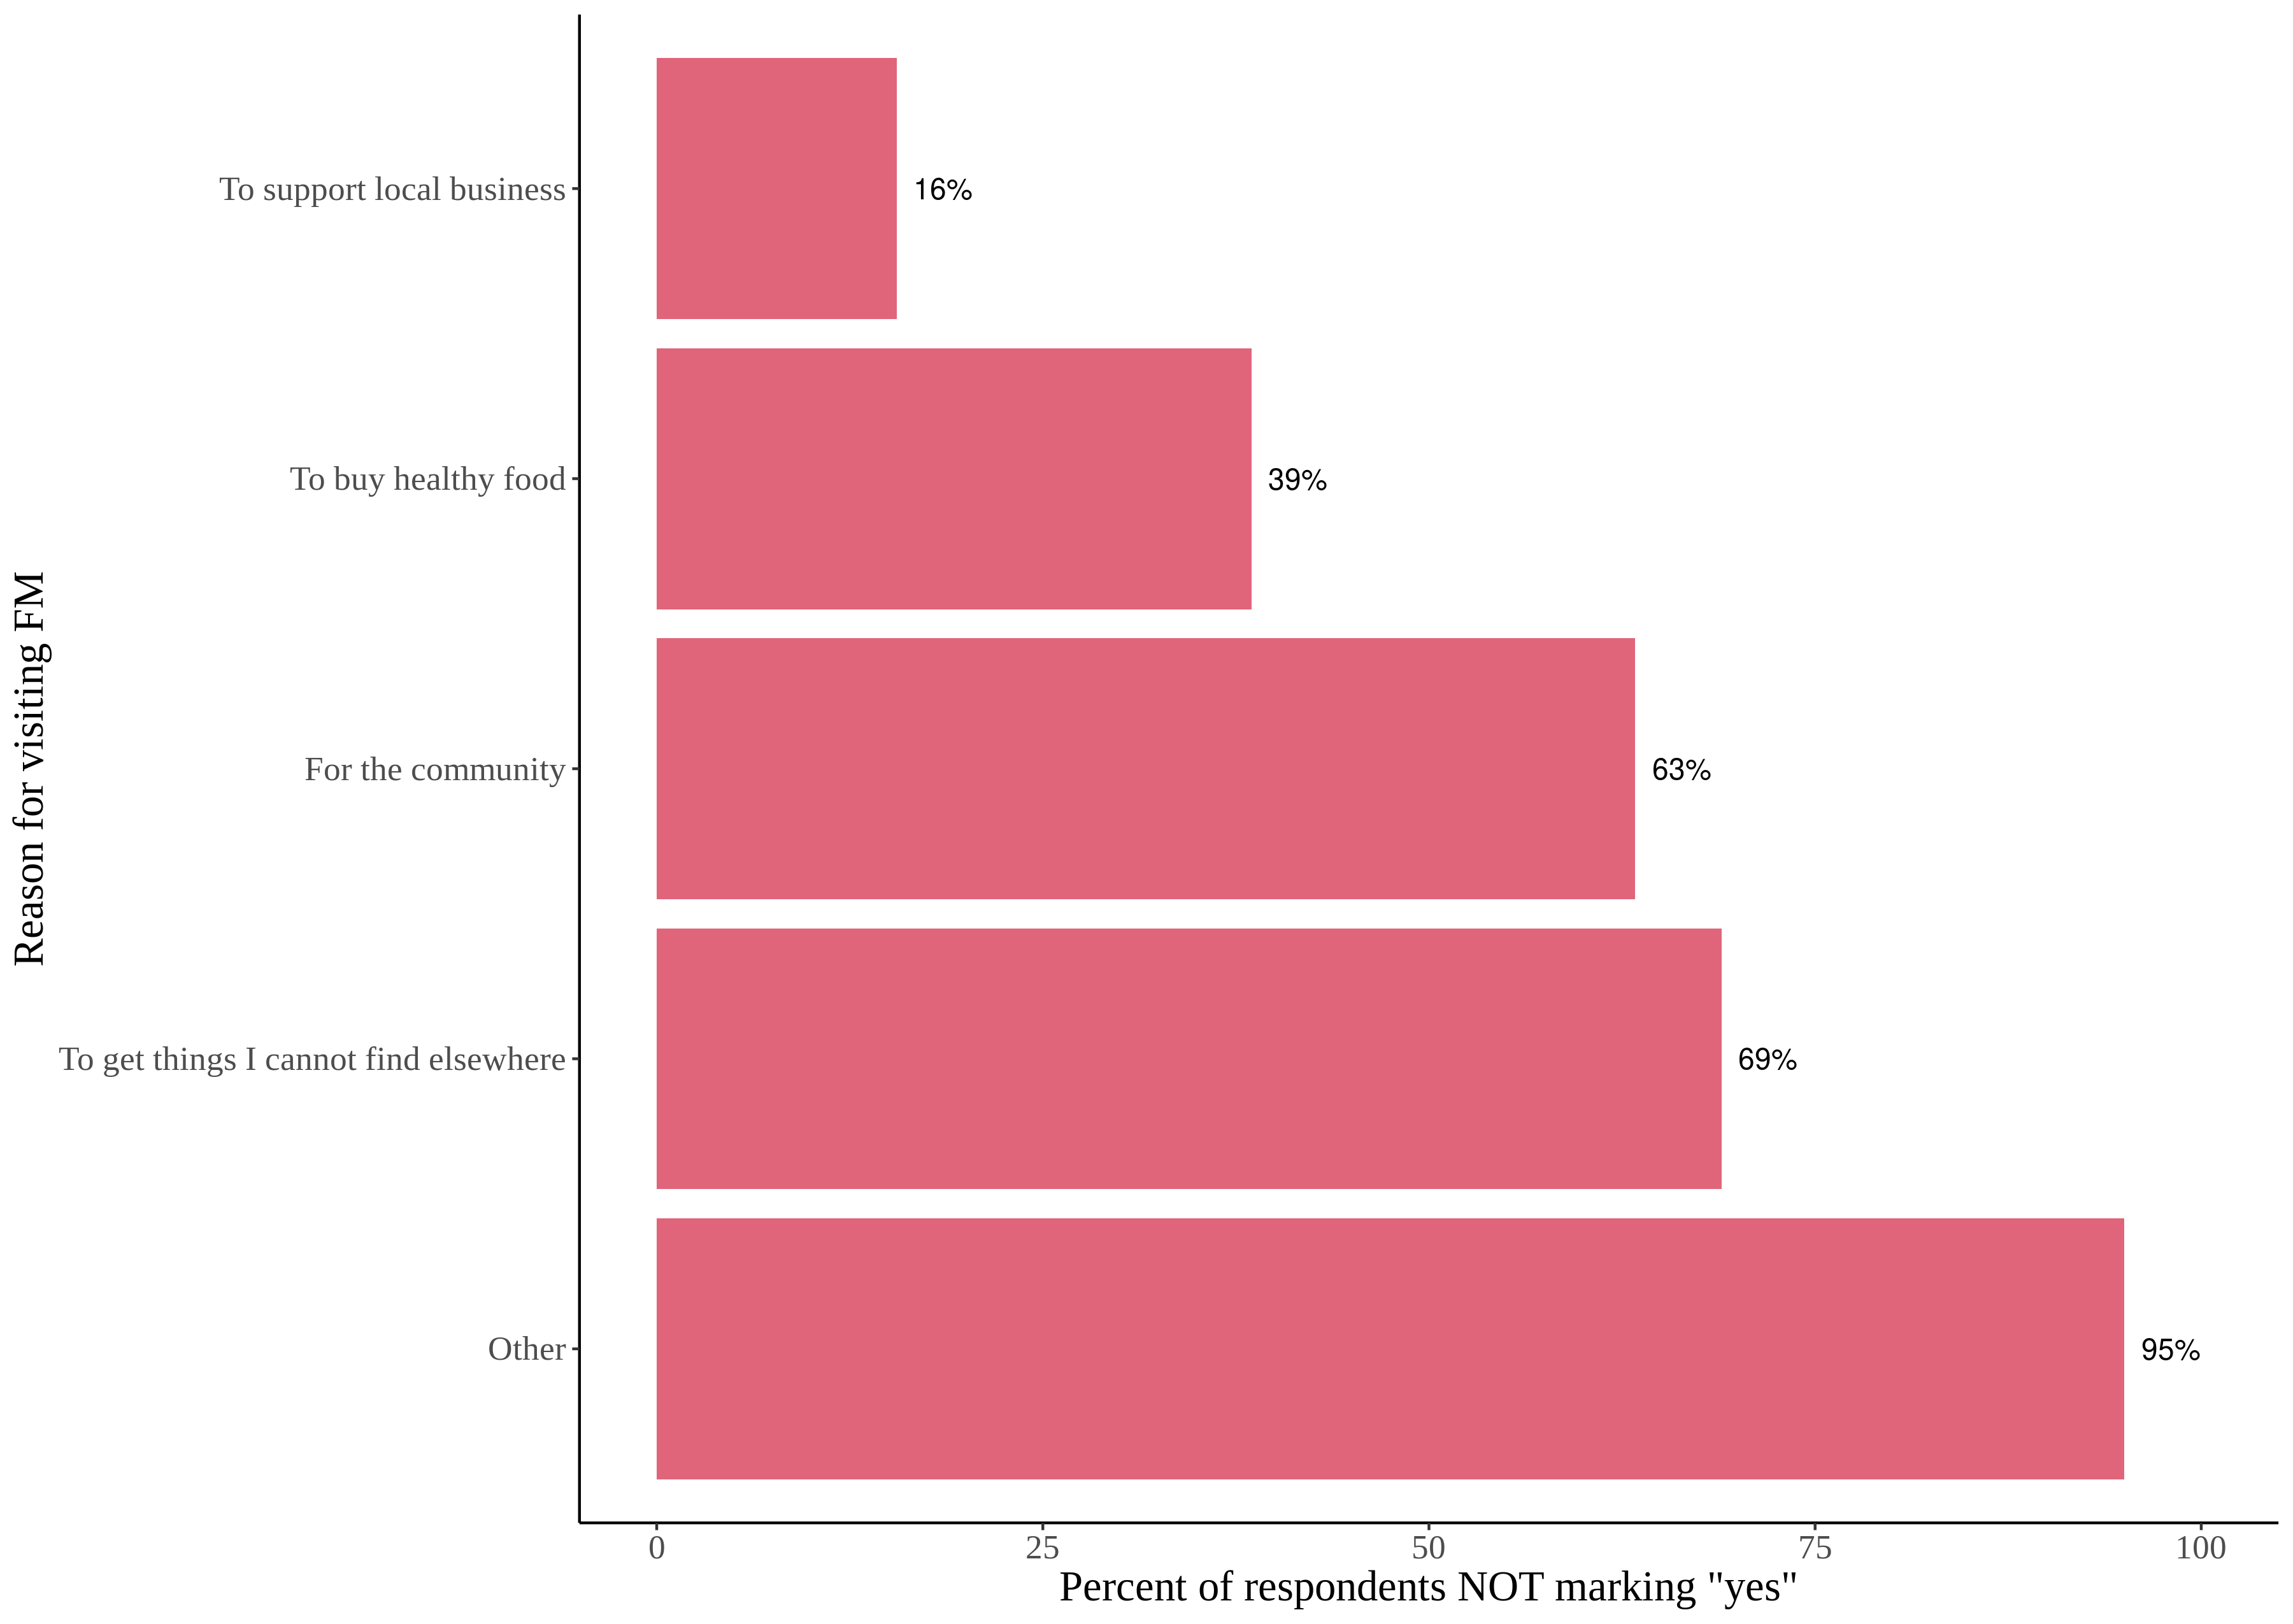 Reason for visiting FM
To support local business
16%
To buy healthy food
39%
For the community
63%
To get things I cannot find elsewhere
69%
Other
95%
0 25 50 75 100
Percent of respondents NOT marking "yes"